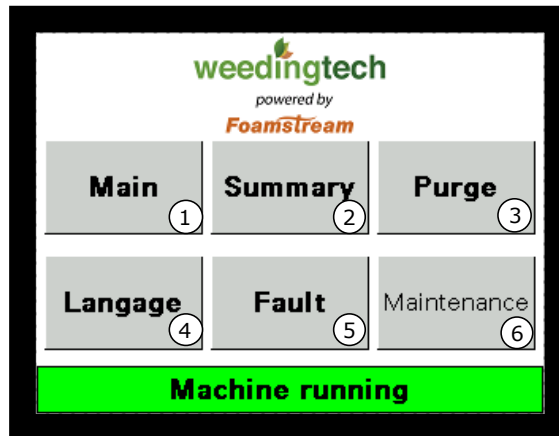 weedingtech
powered by
Foamstream
Main
1
Summary
2
Purge
3
Langage
4
Fault
5
Maintenance
6
Machine running